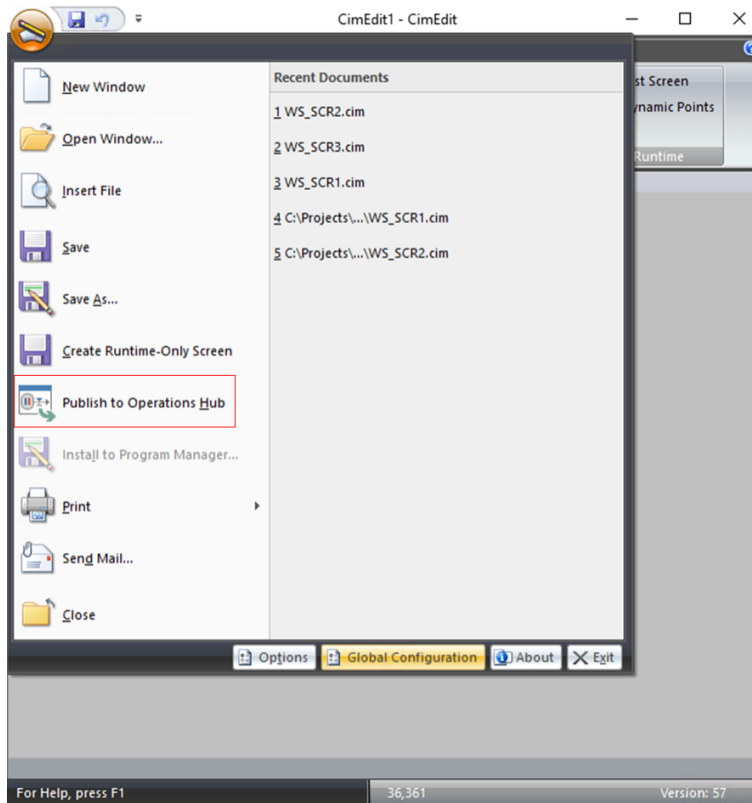 CimEdit1 - CimEdit
New Window
Open Window...
Insert File
Save
Save As...
Create Runtime-Only Screen
Publish to Operations Hub
Install to Program Manager...
Print
Send Mail...
Close
Recent Documents
1 WS_SCR2.cim
2 WS_SCR3.cim
3 WS_SCR1.cim
4 C:\Projects\...\WS_SCR1.cim
5 C:\Projects\...\WS_SCR2.cim
st Screen
ynamic Points
Runtime
Options
Global Configuration
About
Exit
For Help, press F1
36,361
Version: 57